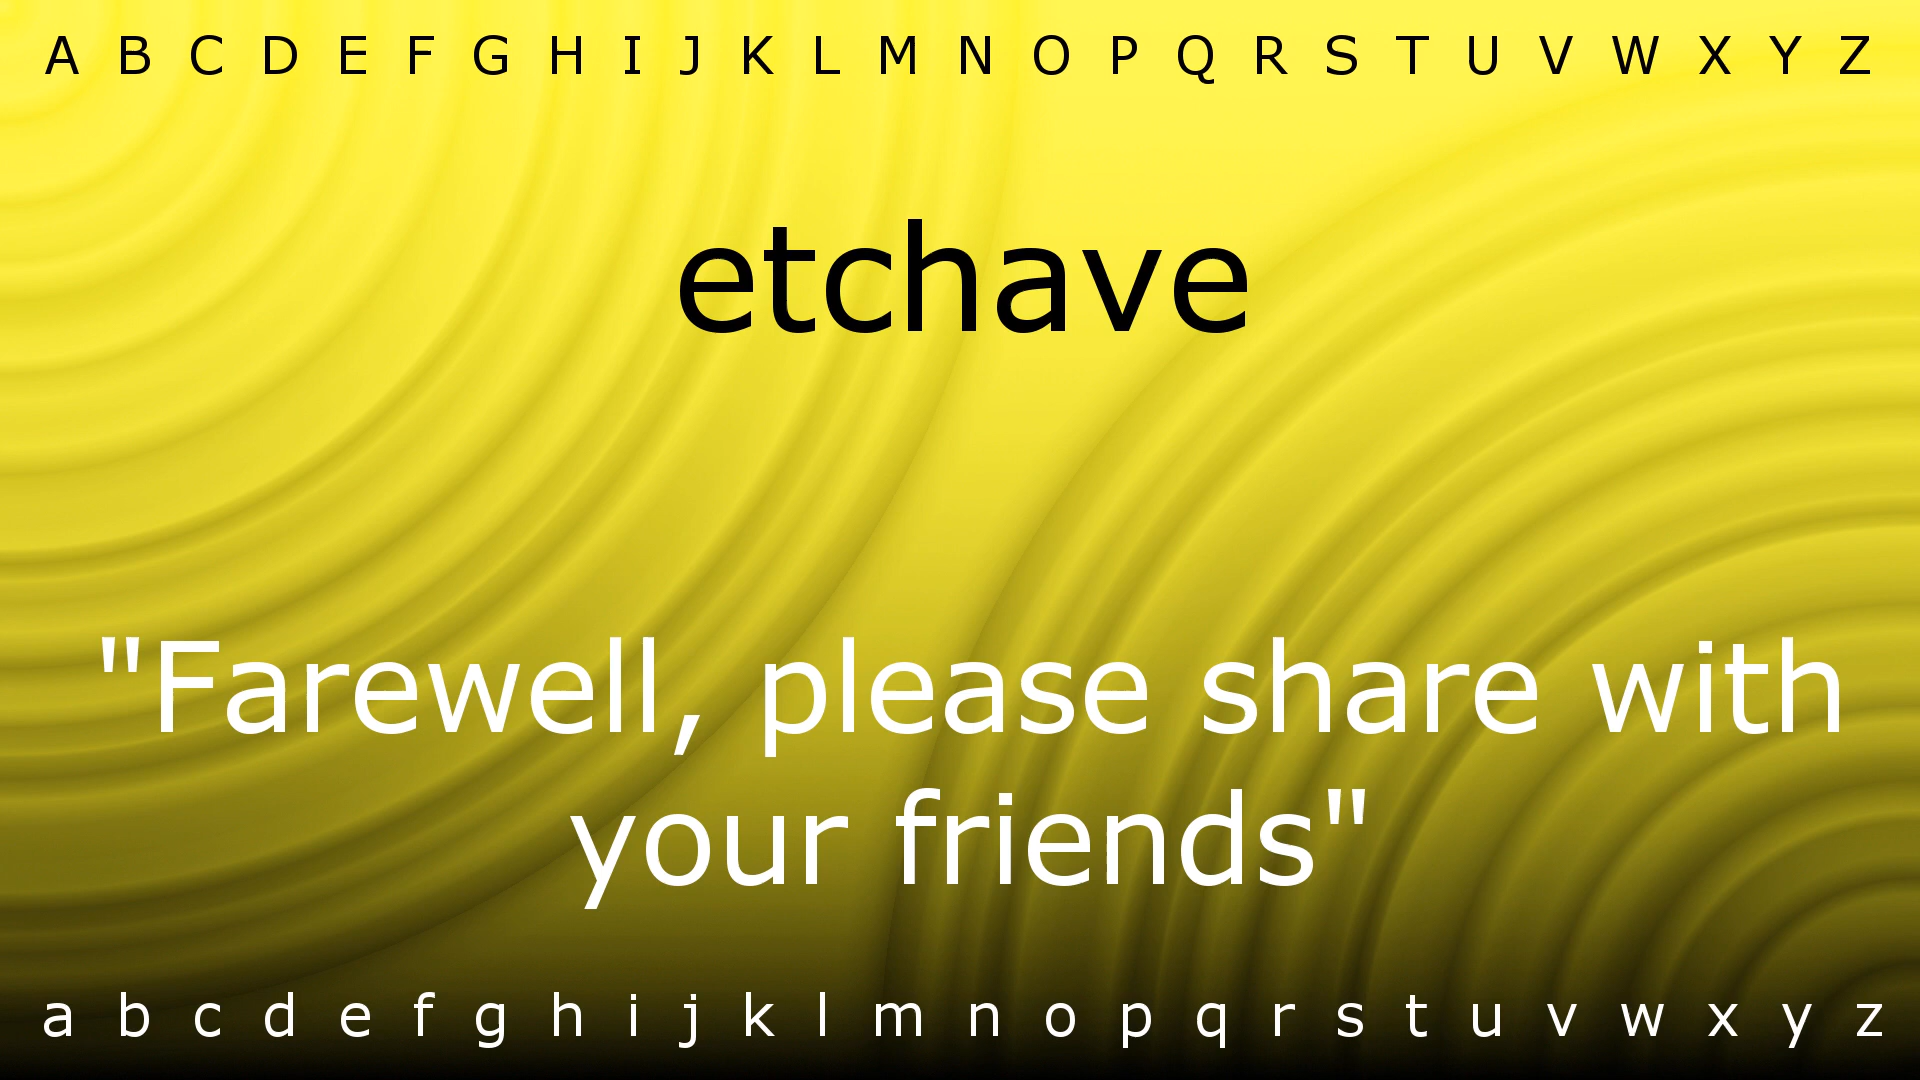 A B C D E F G H I J K L M N O P Q R S T U V W X Y Z
etchave
"Farewell, please share with
your friends"
a b c d e f g h i j k l m n o p q r s t u v w x y z